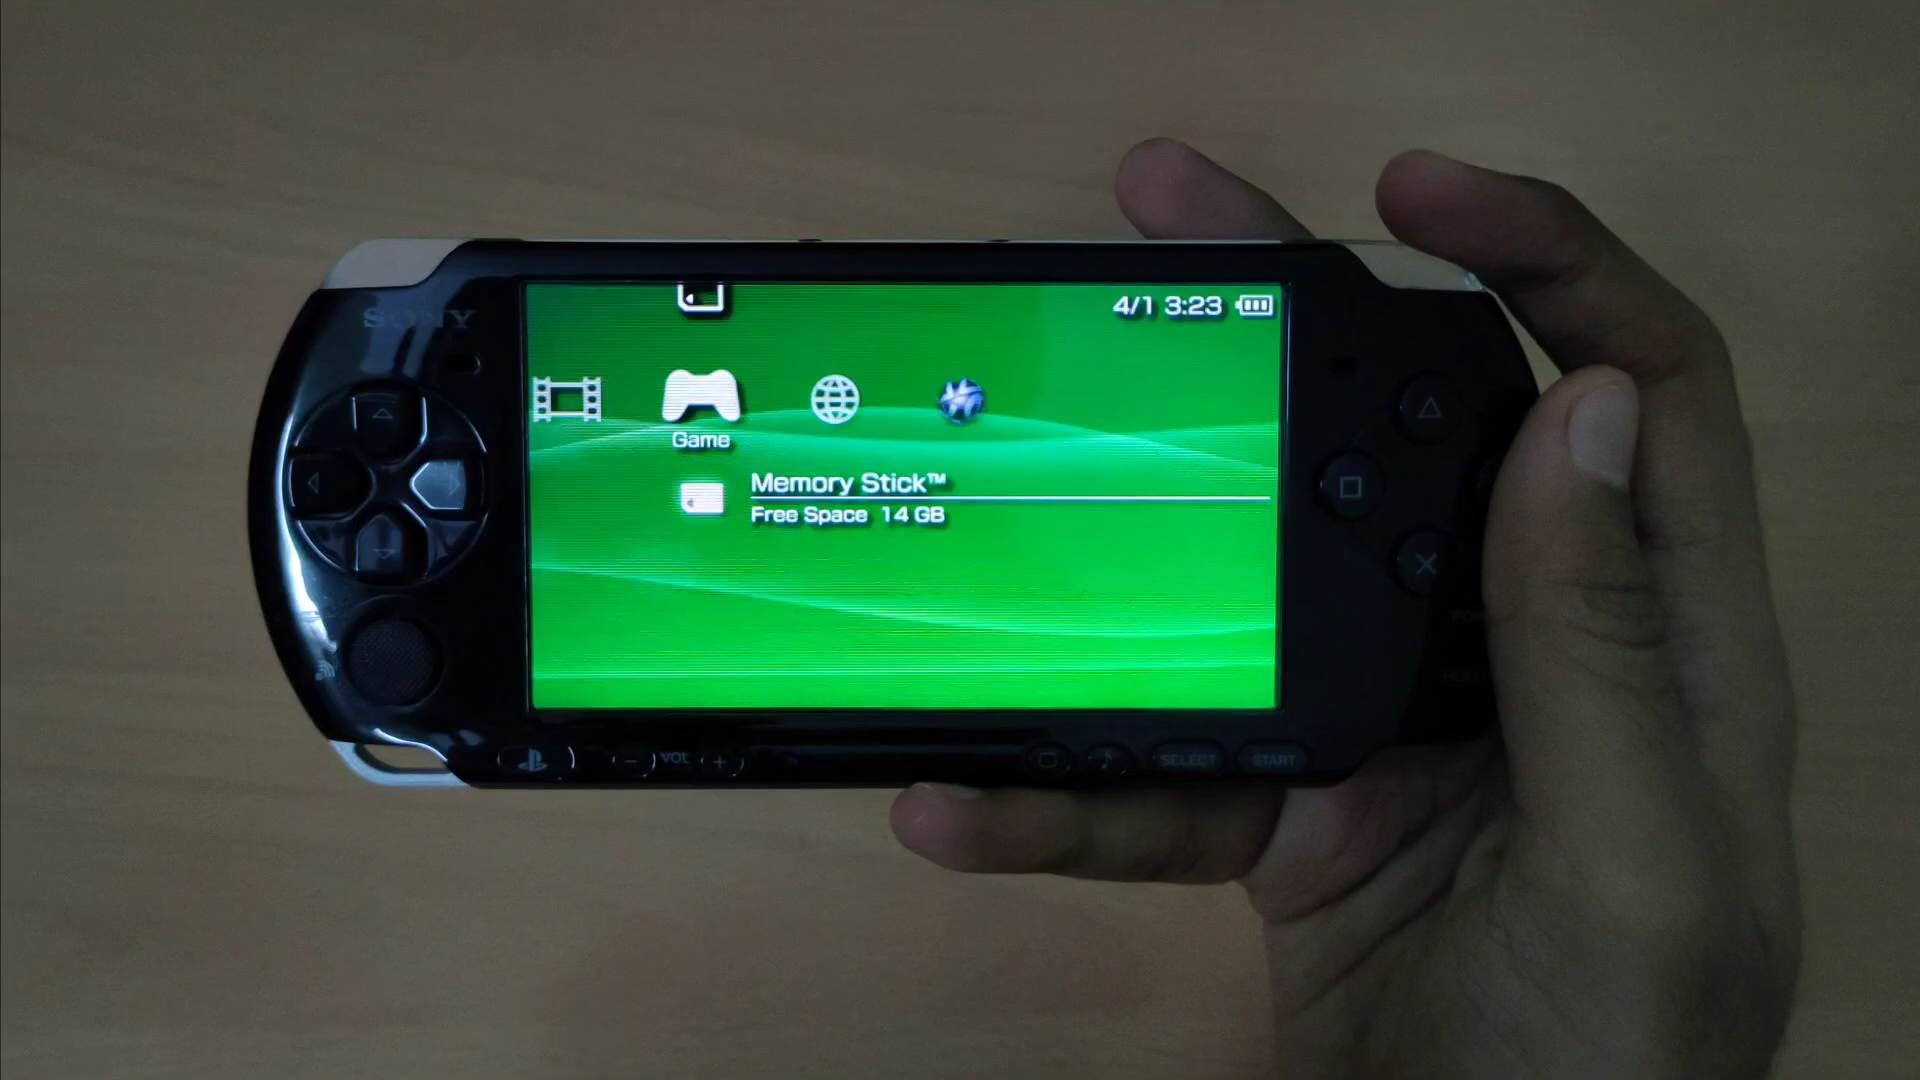 SONY
4/1 3:23
Game
Memory Stick™
Free Space 14 GB
VOL
SELECT
START